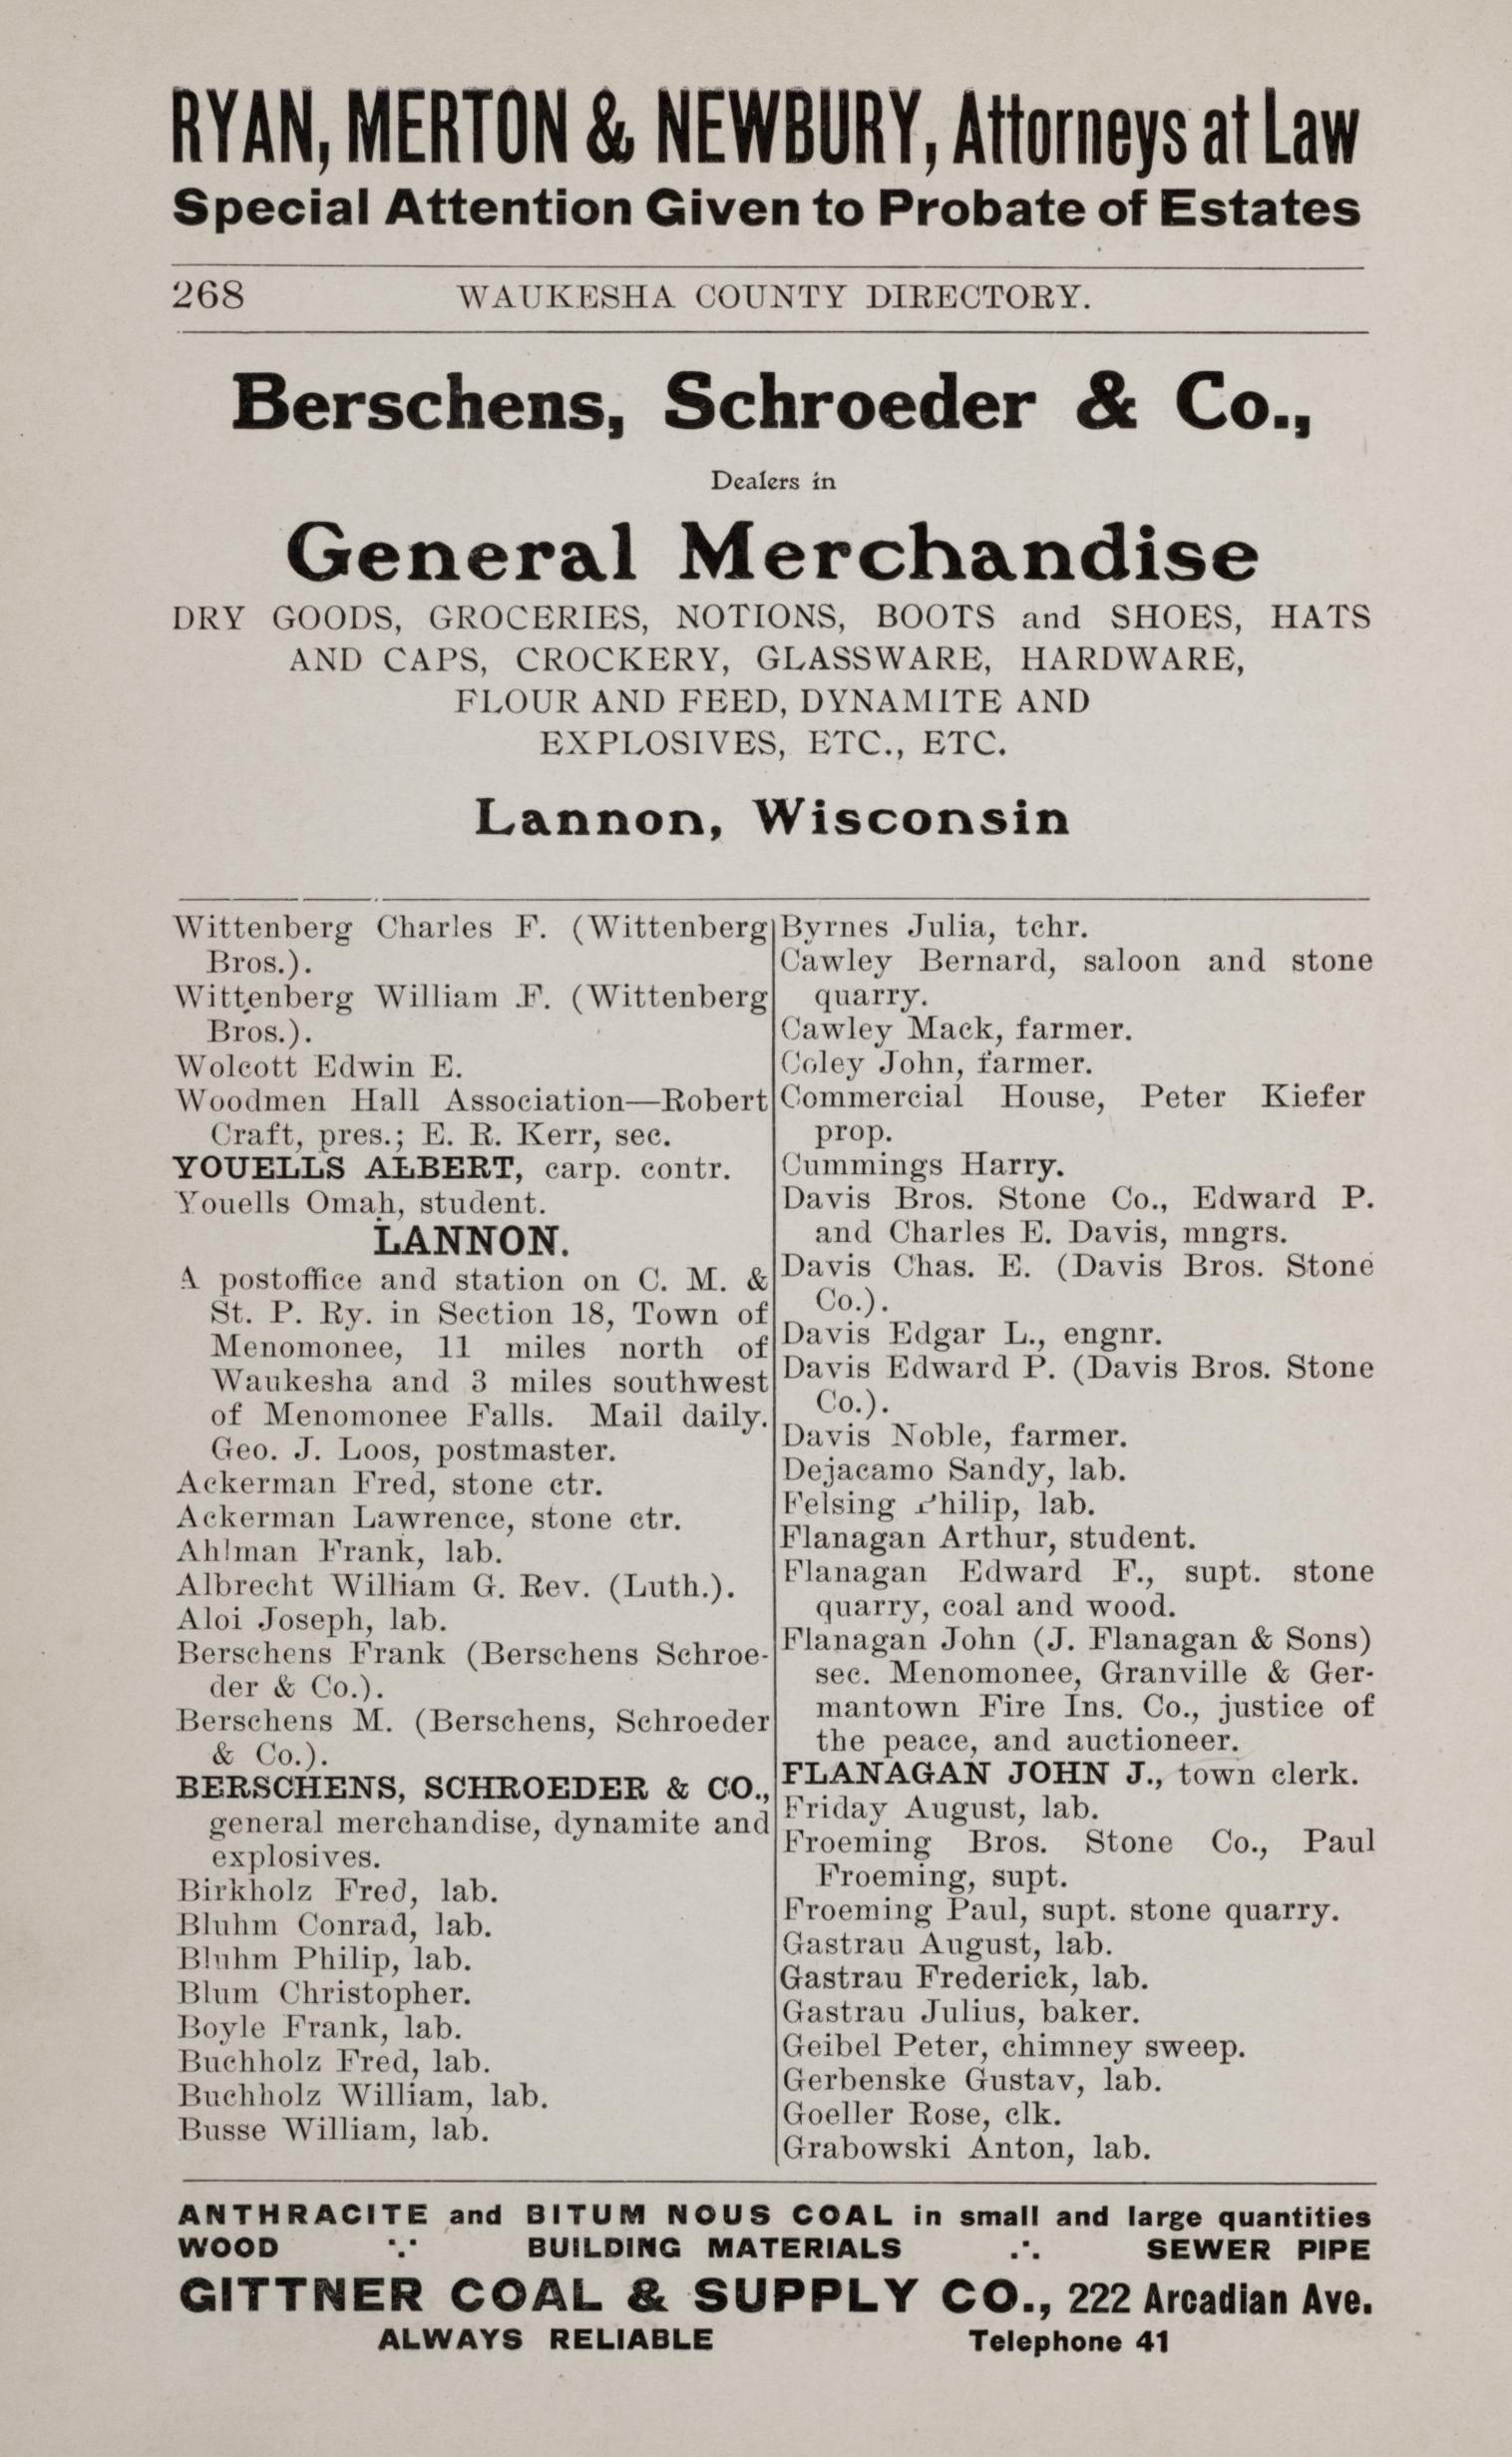 RYAN, MERTON & NEWBURY, Attorneys at Law
Special Attention Given to Probate of Estates
268 WAUKESHA COUNTY DIRECTORY.
Berschens, Schroeder & Co.,
Dealers in
General Merchandise
DRY GOODS, GROCERIES, NOTIONS, BOOTS and SHOES, HATS
AND CAPS, CROCKERY, GLASSWARE, HARDWARE,
FLOUR AND FEED, DYNAMITE AND
EXPLOSIVES, ETC., ETC.
Lannon, Wisconsin
Wittenberg Charles F. (Wittenberg
Bros.).
Wittenberg William F. (Wittenberg
Bros.).
Wolcott Edwin E.
Woodmen Hall Association—Robert
Craft, pres.; E. R. Kerr, sec.
YOUELLS ALBERT, carp. contr.
Youells Omah, student.
LANNON.
A postoffice and station on C. M. &
St. P. Ry. in Section 18, Town of
Menomonee, 11 miles north of
Waukesha and 3 miles southwest
of Menomonee Falls. Mail daily.
Geo. J. Loos, postmaster.
Ackerman Fred, stone ctr.
Ackerman Lawrence, stone ctr.
Ahlman Frank, lab.
Albrecht William G. Rev. (Luth.).
Aloi Joseph, lab.
Berschens Frank (Berschens Schroe-
der & Co.).
Berschens M. (Berschens, Schroeder
& Co.).
BERSCHENS, SCHROEDER & CO.,
general merchandise, dynamite and
explosives.
Birkholz Fred, lab.
Bluhm Conrad, lab.
Bluhm Philip, lab.
Blum Christopher.
Boyle Frank, lab.
Buchholz Fred, lab.
Buchholz William, lab.
Busse William, lab.
Byrnes Julia, tchr.
Cawley Bernard, saloon and stone
quarry.
Cawley Mack, farmer.
Coley John, farmer.
Commercial House, Peter Kiefer
prop.
Cummings Harry.
Davis Bros. Stone Co., Edward P.
and Charles E. Davis, mngrs.
Davis Chas. E. (Davis Bros. Stone
Co.).
Davis Edgar L., engnr.
Davis Edward P. (Davis Bros. Stone
Co.).
Davis Noble, farmer.
Dejacamo Sandy, lab.
Felsing Philip, lab.
Flanagan Arthur, student.
Flanagan Edward F., supt. stone
quarry, coal and wood.
Flanagan John (J. Flanagan & Sons)
sec. Menomonee, Granville & Ger-
mantown Fire Ins. Co., justice of
the peace, and auctioneer.
FLANAGAN JOHN J., town clerk.
Friday August, lab.
Froeming Bros. Stone Co., Paul
Froeming, supt.
Froeming Paul, supt. stone quarry.
Gastrau August, lab.
Gastrau Frederick, lab.
Gastrau Julius, baker.
Geibel Peter, chimney sweep.
Gerbenske Gustav, lab.
Goeller Rose, clk.
Grabowski Anton, lab.
ANTHRACITE and BITUM NOUS COAL in small and large quantities
WOOD ∵ BUILDING MATERIALS ∴ SEWER PIPE
GITTNER COAL & SUPPLY CO., 222 Arcadian Ave.
ALWAYS RELIABLE Telephone 41